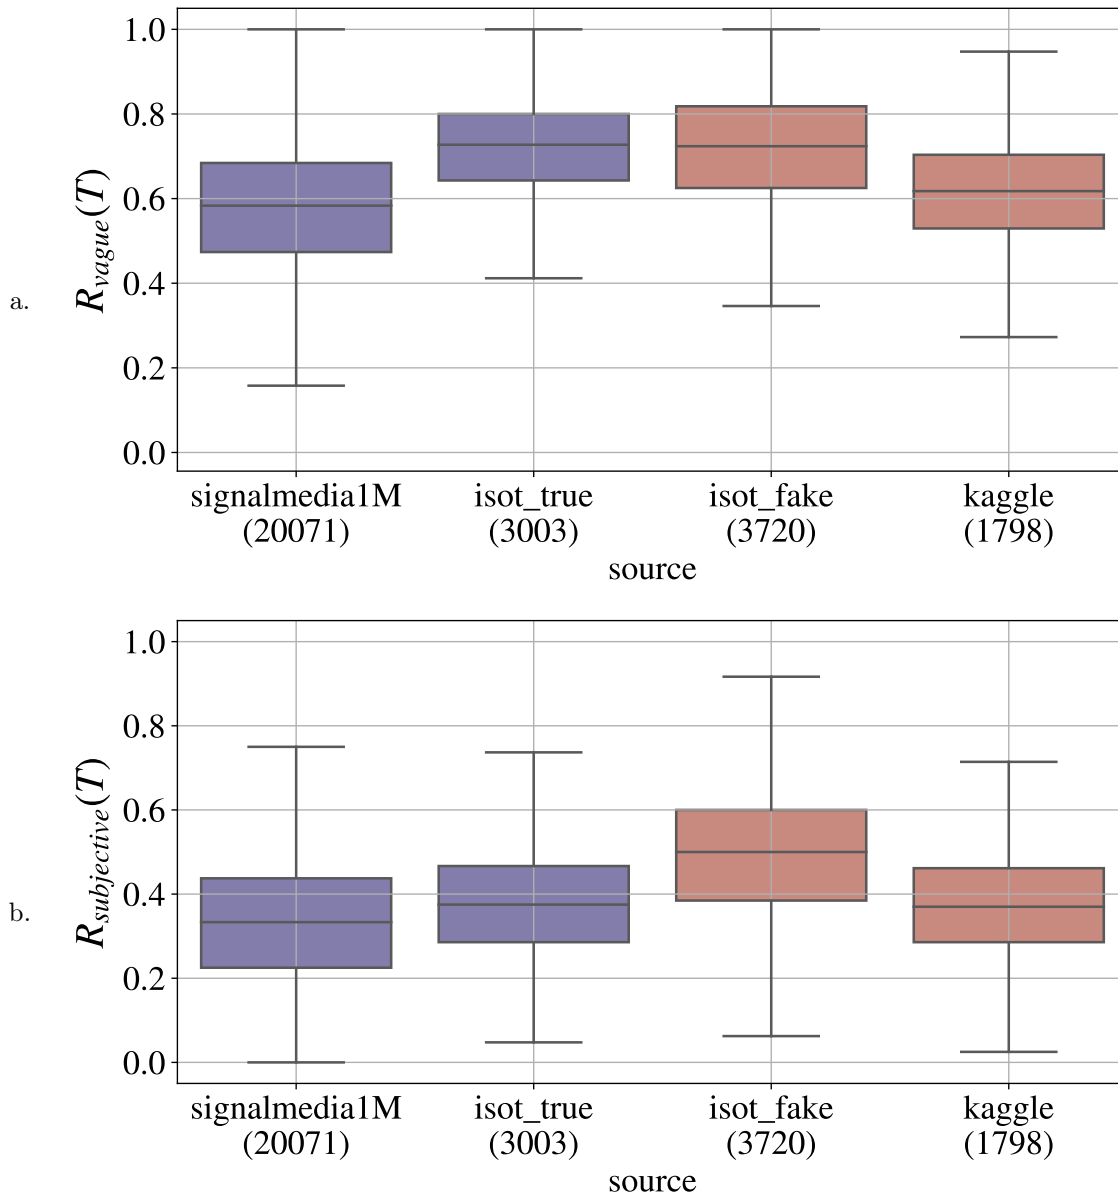 a.
R_vague(T)
1.0
0.8
0.6
0.4
0.2
0.0
signalmedia1M isot_true isot_fake kaggle
(20071) (3003) (3720) (1798)
source
b.
R_subjective(T)
1.0
0.8
0.6
0.4
0.2
0.0
signalmedia1M isot_true isot_fake kaggle
(20071) (3003) (3720) (1798)
source